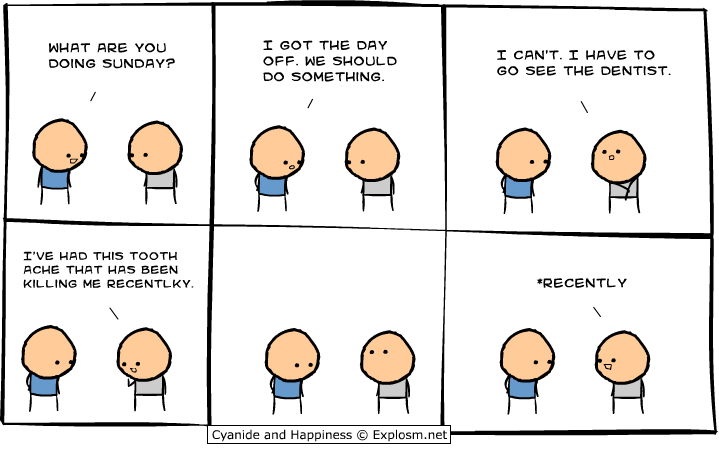 WHAT ARE YOU
DOING SUNDAY?
I GOT THE DAY
OFF. WE SHOULD
DO SOMETHING.
I CAN'T. I HAVE TO
GO SEE THE DENTIST.
I'VE HAD THIS TOOTH
ACHE THAT HAS BEEN
KILLING ME RECENTLKY.
*RECENTLY
Cyanide and Happiness © Explosm.net